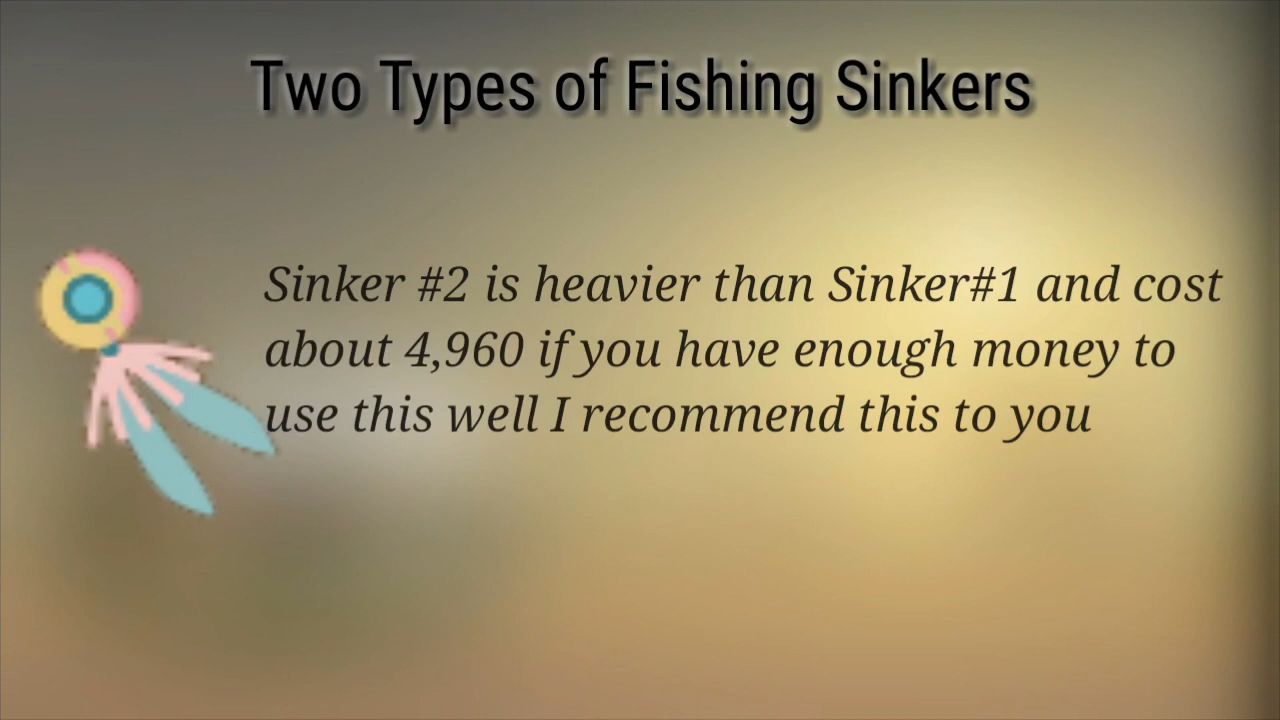 Two Types of Fishing Sinkers
Sinker #2 is heavier than Sinker#1 and cost
about 4,960 if you have enough money to
use this well I recommend this to you